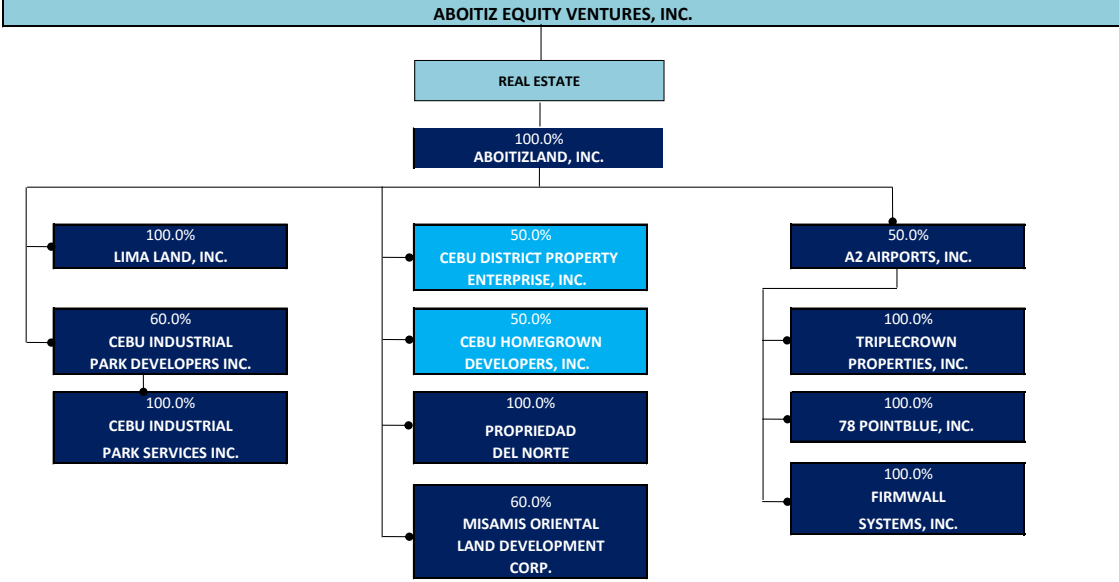 ABOITIZ EQUITY VENTURES, INC.
REAL ESTATE
100.0%
ABOITIZLAND, INC.
100.0%
LIMA LAND, INC.
60.0%
CEBU INDUSTRIAL
PARK DEVELOPERS INC.
100.0%
CEBU INDUSTRIAL
PARK SERVICES INC.
50.0%
CEBU DISTRICT PROPERTY
ENTERPRISE, INC.
50.0%
CEBU HOMEGROWN
DEVELOPERS, INC.
100.0%
PROPRIEDAD
DEL NORTE
60.0%
MISAMIS ORIENTAL
LAND DEVELOPMENT
CORP.
50.0%
A2 AIRPORTS, INC.
100.0%
TRIPLECROWN
PROPERTIES, INC.
100.0%
78 POINTBLUE, INC.
100.0%
FIRMWALL
SYSTEMS, INC.